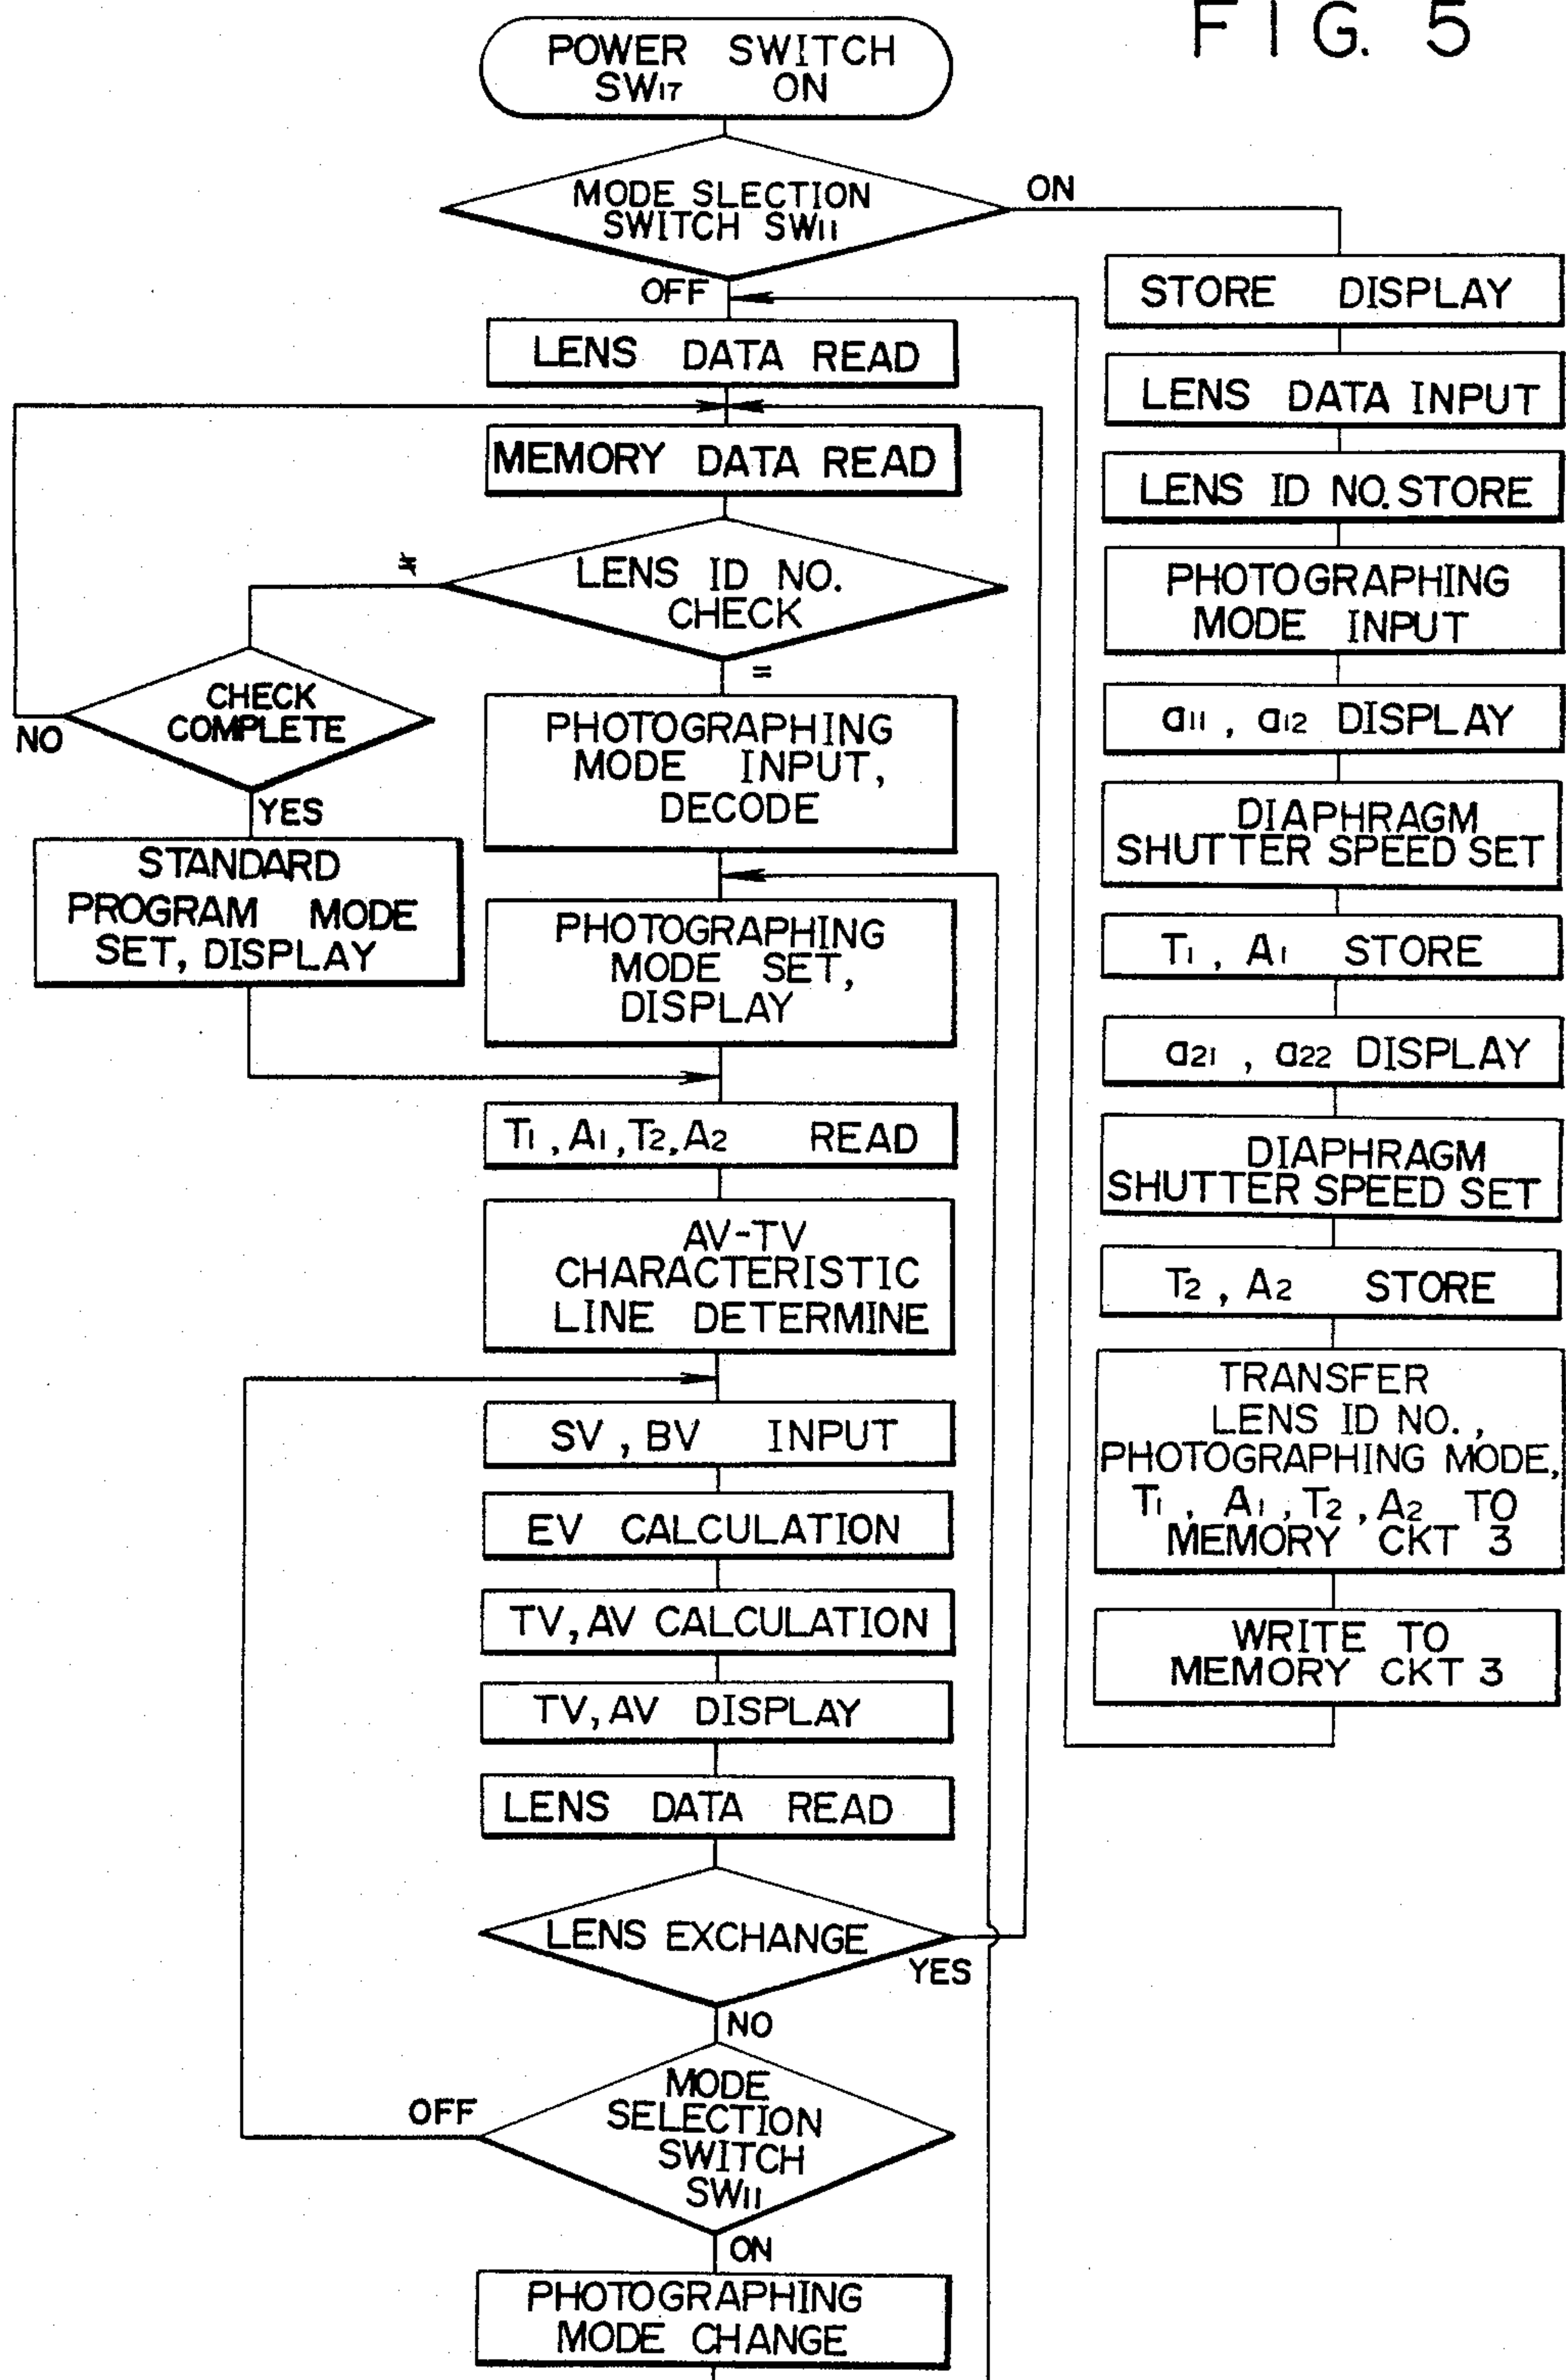 FIG. 5
POWER SWITCH
SW17 ON
MODE SLECTION
SWITCH SW11
ON
OFF
LENS DATA READ
MEMORY DATA READ
LENS ID NO.
CHECK
≠
=
CHECK
COMPLETE
NO
YES
STANDARD
PROGRAM MODE
SET, DISPLAY
PHOTOGRAPHING
MODE INPUT,
DECODE
PHOTOGRAPHING
MODE SET,
DISPLAY
T1, A1, T2, A2 READ
AV-TV
CHARACTERISTIC
LINE DETERMINE
SV, BV INPUT
EV CALCULATION
TV, AV CALCULATION
TV, AV DISPLAY
LENS DATA READ
LENS EXCHANGE
YES
NO
MODE
SELECTION
SWITCH
SW11
OFF
ON
PHOTOGRAPHING
MODE CHANGE
STORE DISPLAY
LENS DATA INPUT
LENS ID NO. STORE
PHOTOGRAPHING
MODE INPUT
a11, a12 DISPLAY
DIAPHRAGM
SHUTTER SPEED SET
T1, A1 STORE
a21, a22 DISPLAY
DIAPHRAGM
SHUTTER SPEED SET
T2, A2 STORE
TRANSFER
LENS ID NO.,
PHOTOGRAPHING MODE,
T1, A1, T2, A2 TO
MEMORY CKT 3
WRITE TO
MEMORY CKT 3